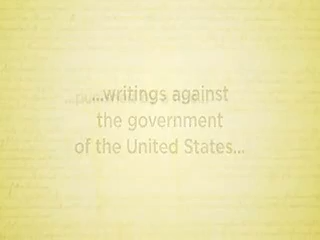 ...writings against
the government
of the United States...